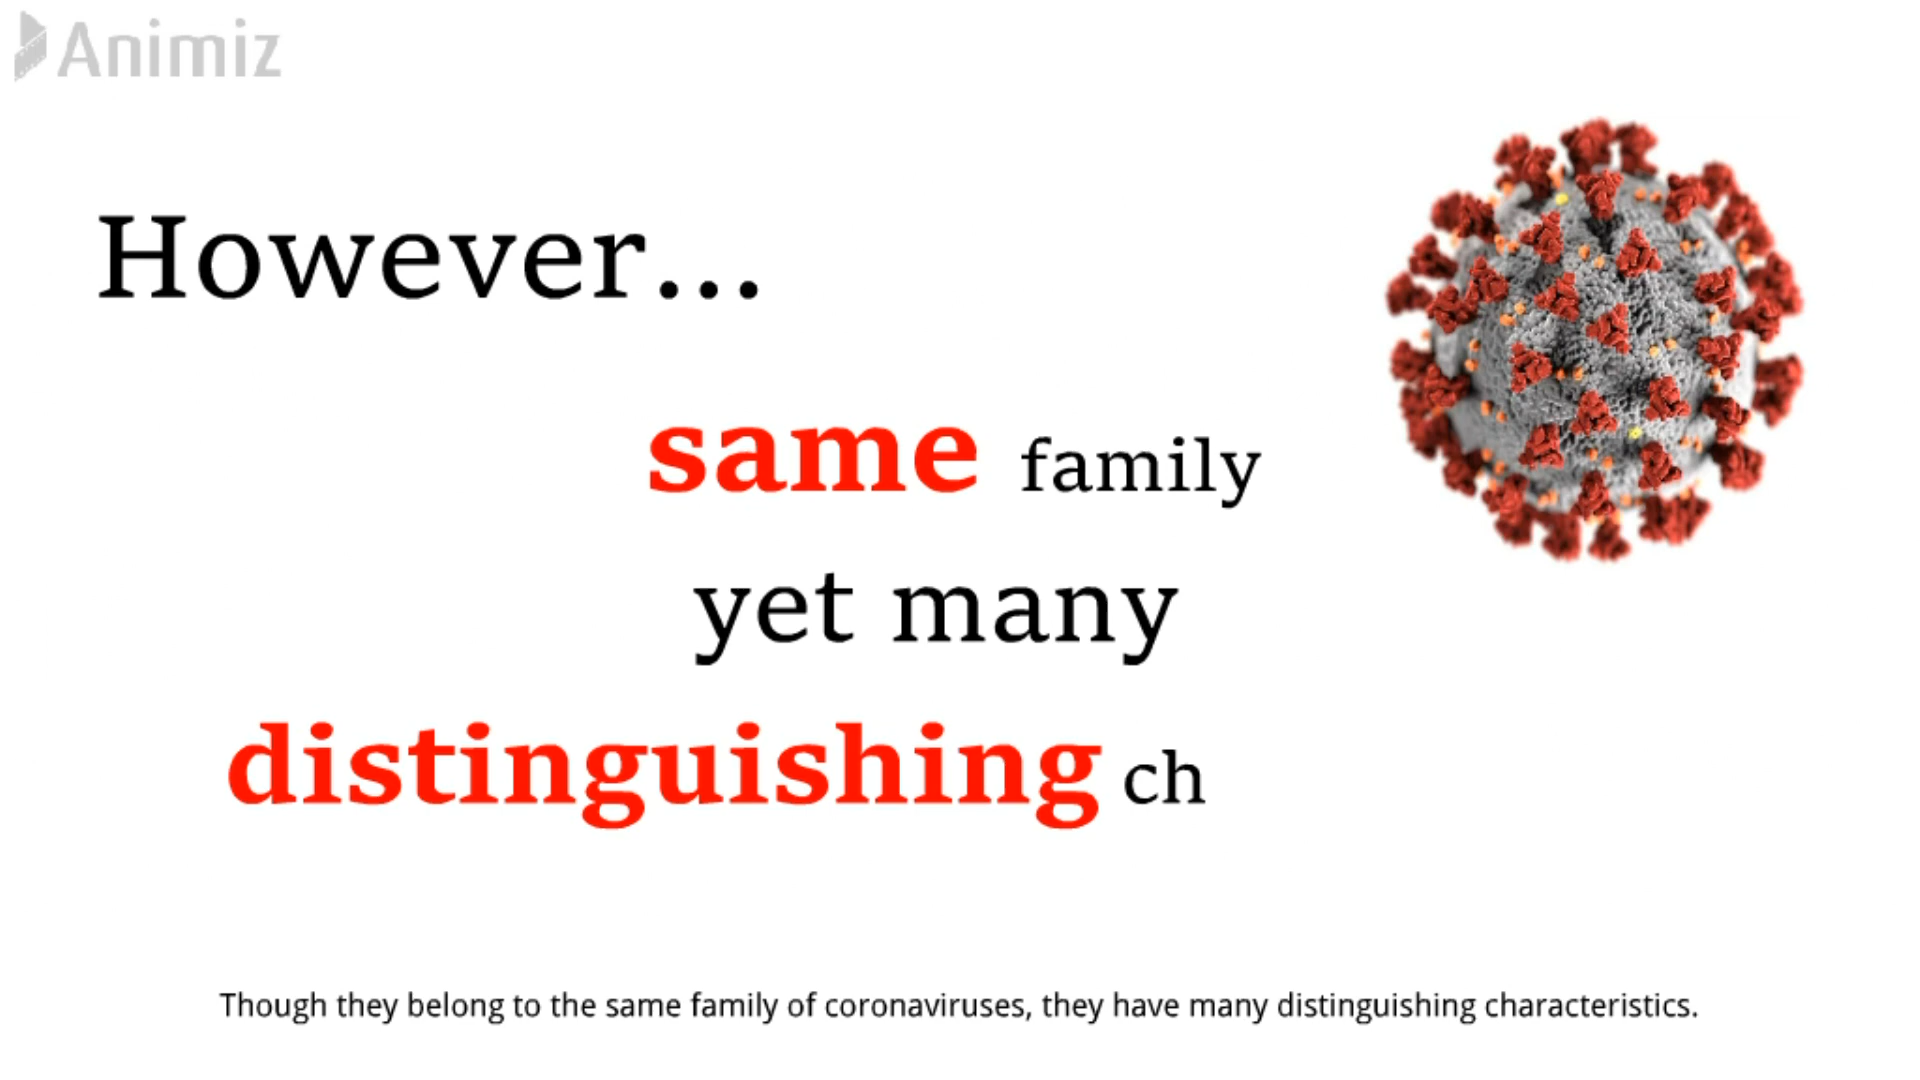 Animiz
However...
same family
yet many
distinguishing ch
Though they belong to the same family of coronaviruses, they have many distinguishing characteristics.